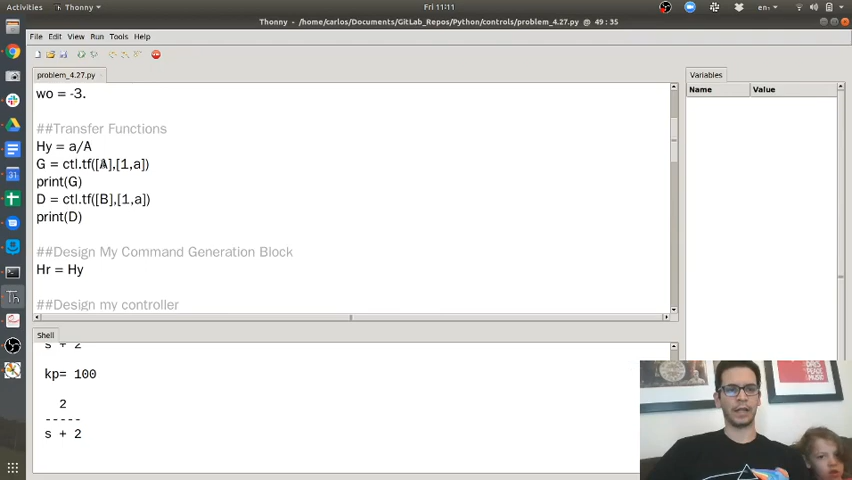 Activities
Thonny
Fri 11:11
en
Thonny - /home/carlos/Documents/GitLab_Repos/Python/controls/problem_4.27.py @ 49 : 35
File Edit View Run Tools Help
problem_4.27.py
wo = -3.
##Transfer Functions
Hy = a/A
G = ctl.tf([A],[1,a])
print(G)
D = ctl.tf([B],[1,a])
print(D)
##Design My Command Generation Block
Hr = Hy
##Design my controller
Variables
Name Value
Shell
s + 2
kp= 100
2
-----
s + 2